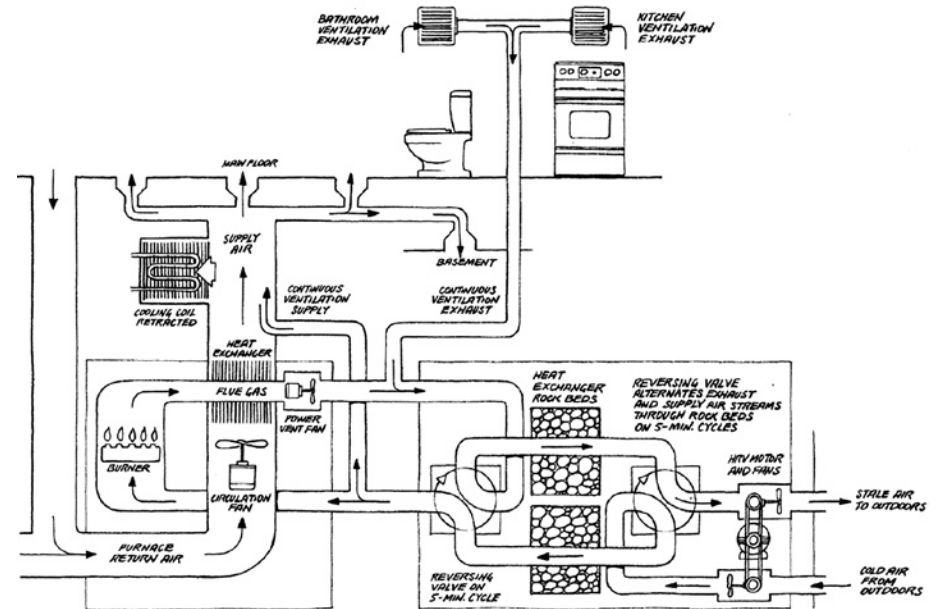 BATHROOM
VENTILATION
EXHAUST
KITCHEN
VENTILATION
EXHAUST
MAIN FLOOR
SUPPLY
AIR
BASEMENT
COOLING COIL
RETRACTED
CONTINUOUS
VENTILATION
SUPPLY
CONTINUOUS
VENTILATION
EXHAUST
HEAT
EXCHANGER
FLUE GAS
POWER
VENT FAN
BURNER
CIRCULATION
FAN
FURNACE
RETURN AIR
HEAT
EXCHANGER
ROCK BEDS
REVERSING VALVE
ALTERNATES EXHAUST
AND SUPPLY AIR STREAMS
THROUGH ROCK BEDS
ON 5-MIN. CYCLES
HRV MOTOR
AND FANS
STALE AIR
TO OUTDOORS
REVERSING
VALVE ON
5-MIN. CYCLE
COLD AIR
FROM
OUTDOORS